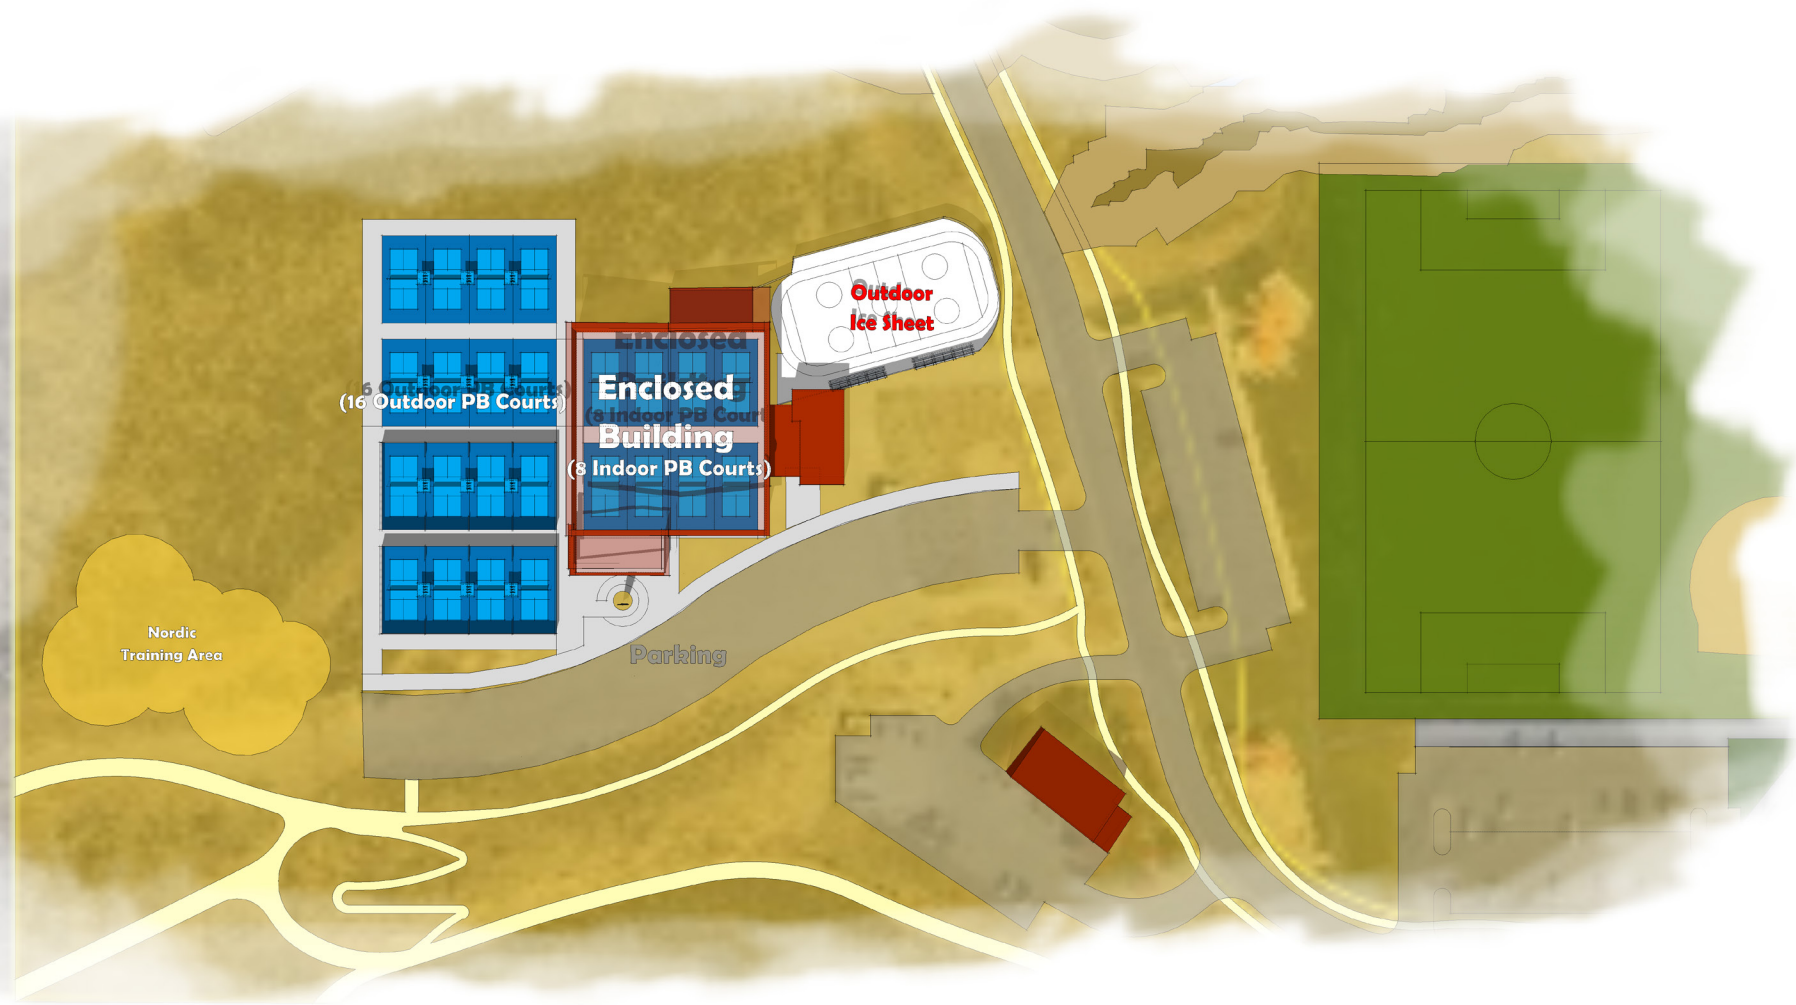 Outdoor
Ice Sheet
(16 Outdoor PB Courts)
Enclosed
Building
(8 Indoor PB Courts)
Nordic
Training Area
Parking